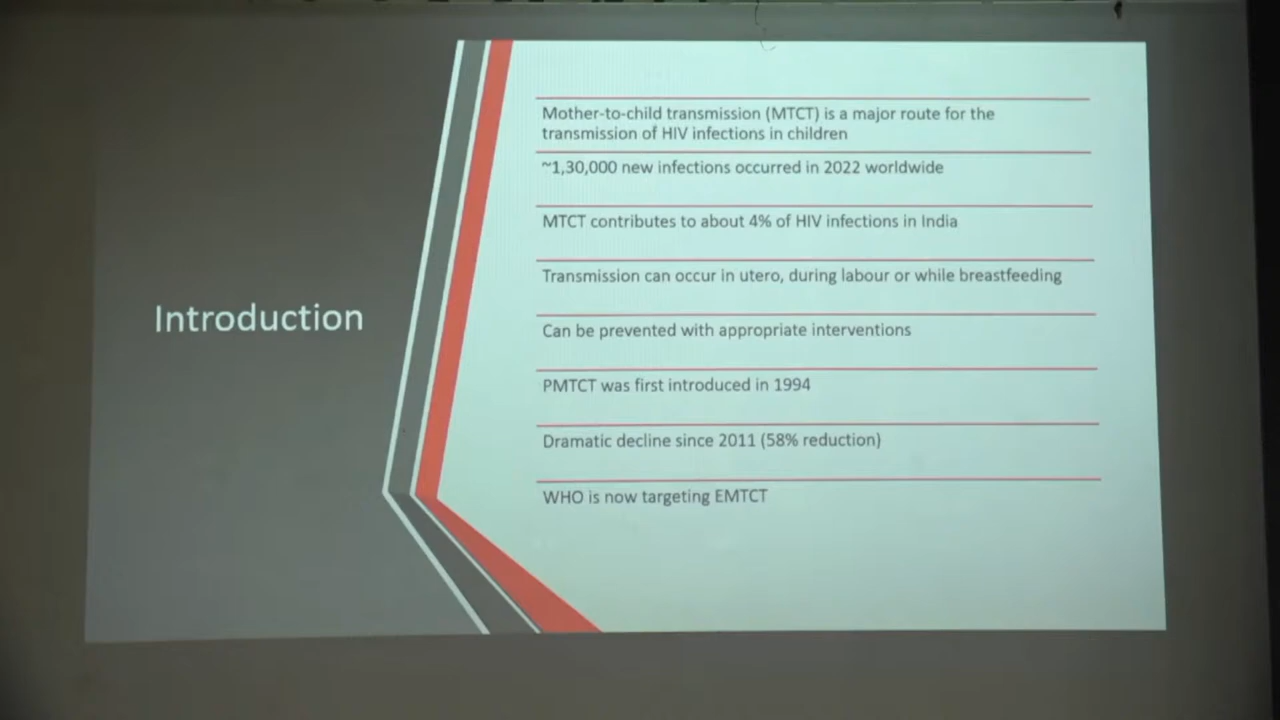 Introduction
Mother-to-child transmission (MTCT) is a major route for the
transmission of HIV infections in children
~1,30,000 new infections occurred in 2022 worldwide
MTCT contributes to about 4% of HIV infections in India
Transmission can occur in utero, during labour or while breastfeeding
Can be prevented with appropriate interventions
PMTCT was first introduced in 1994
Dramatic decline since 2011 (58% reduction)
WHO is now targeting EMTCT